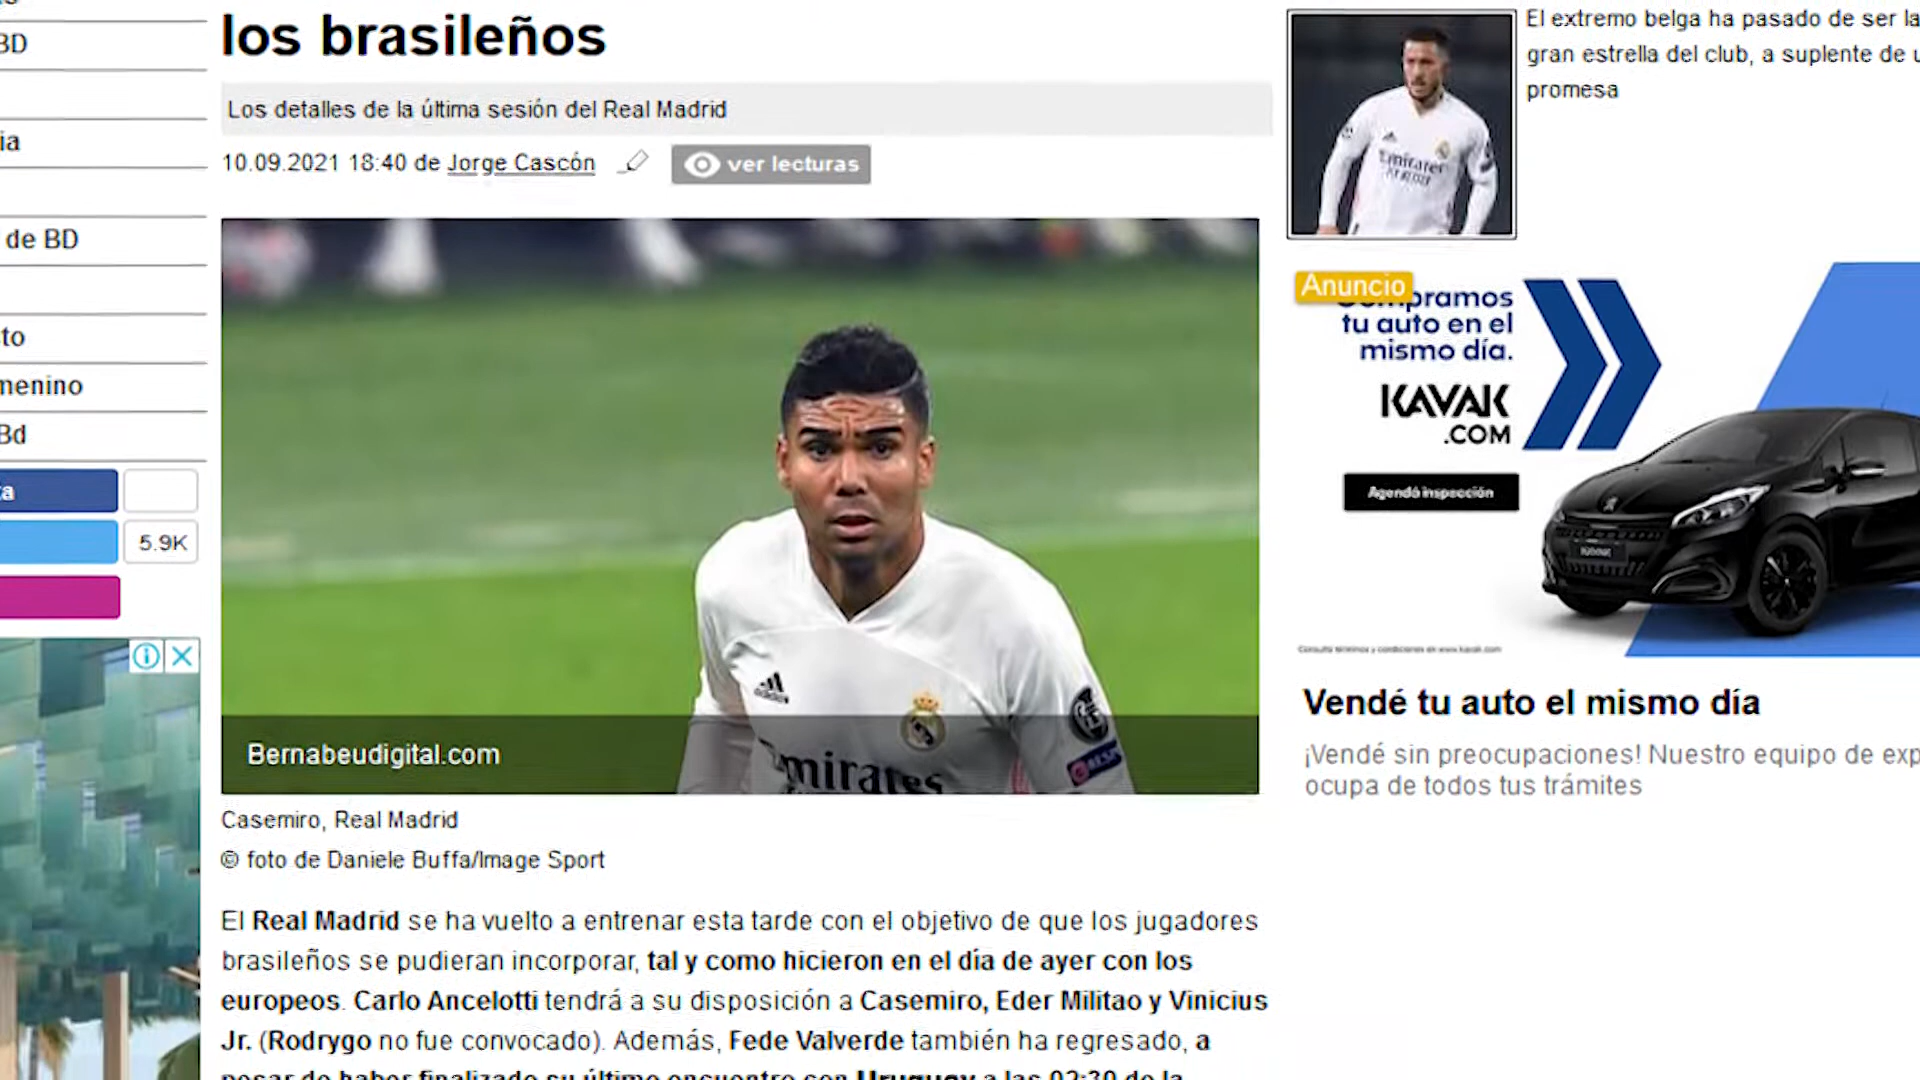 BD
ia
de BD
to
menino
Bd
a
5.9K
los brasileños
Los detalles de la última sesión del Real Madrid
10.09.2021 18:40 de Jorge Cascón
ver lecturas
adidas
Bernabeudigital.com
Casemiro, Real Madrid
© foto de Daniele Buffa/Image Sport
El Real Madrid se ha vuelto a entrenar esta tarde con el objetivo de que los jugadores
brasileños se pudieran incorporar, tal y como hicieron en el día de ayer con los
europeos. Carlo Ancelotti tendrá a su disposición a Casemiro, Eder Militao y Vinicius
Jr. (Rodrygo no fue convocado). Además, Fede Valverde también ha regresado, a
pesar de haber finalizado su último encuentro con Uruguay a las 02:30 de la
El extremo belga ha pasado de ser la
gran estrella del club, a suplente de u
promesa
Anuncio
pramos
tu auto en el
mismo día.
KAVAK
.COM
Agendá inspección
Consultá términos y condiciones en www.kavak.com
Vendé tu auto el mismo día
¡Vendé sin preocupaciones! Nuestro equipo de exp
ocupa de todos tus trámites